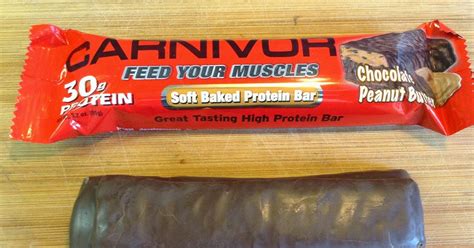 CARNIVOR
FEED YOUR MUSCLES
30g
PROTEIN
Soft Baked Protein Bar
Chocolate
Peanut Butter
Great Tasting High Protein Bar